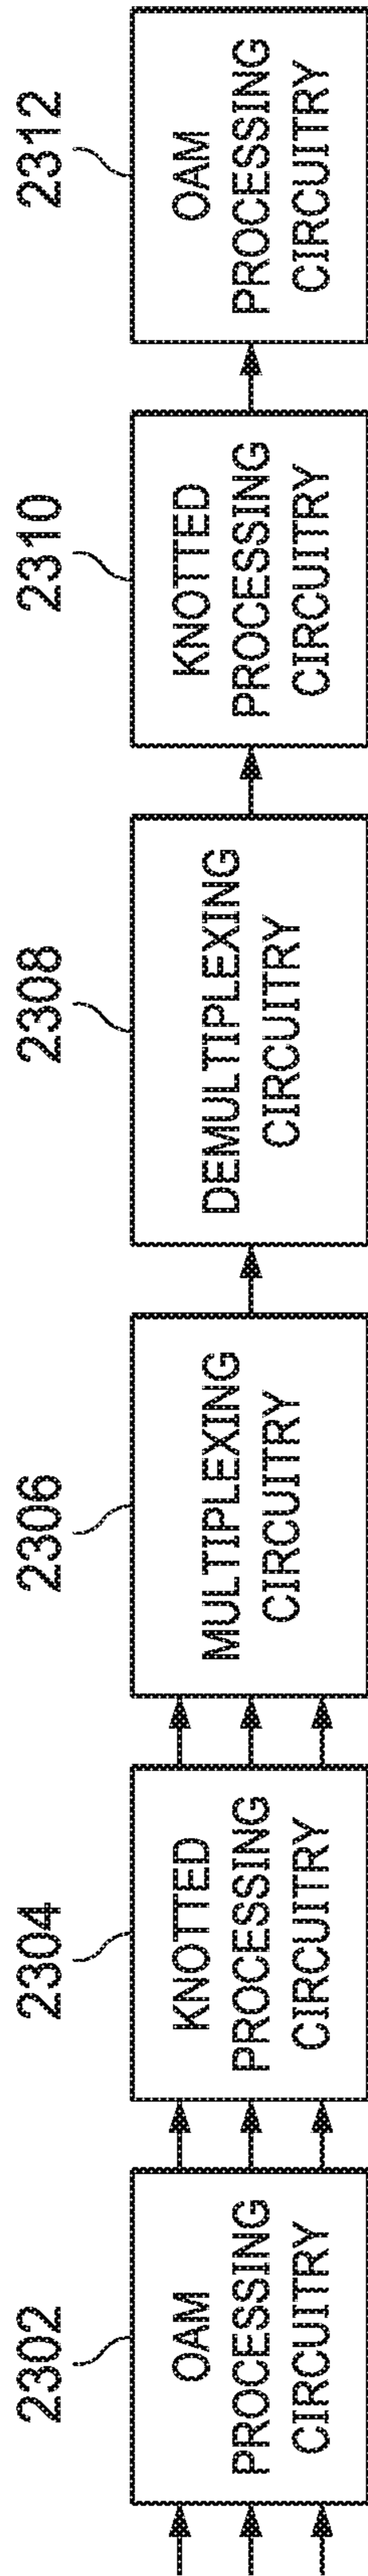 2302
OAM
PROCESSING
CIRCUITRY
2304
KNOTTED
PROCESSING
CIRCUITRY
2306
MULTIPLEXING
CIRCUITRY
2308
DEMULTIPLEXING
CIRCUITRY
2310
KNOTTED
PROCESSING
CIRCUITRY
2312
OAM
PROCESSING
CIRCUITRY